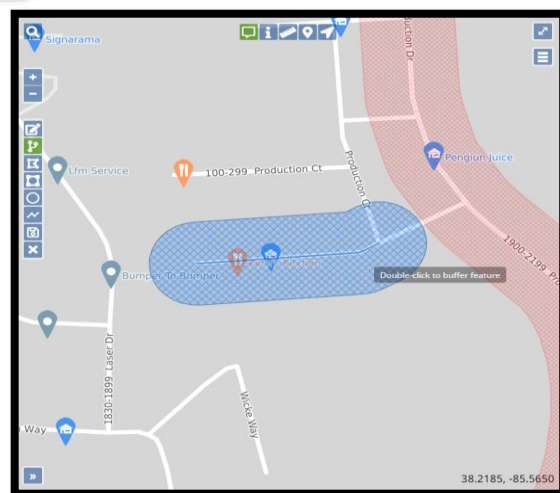 Signarama
Production Dr
Lfm Service
100-299 Production Ct
Production Ct
Pengiun Juice
1900-2199 Pro
Bumper To Bumper
Double-click to buffer feature
1830-1899 Laser Dr
Wicke Way
Way
38.2185, -85.5650